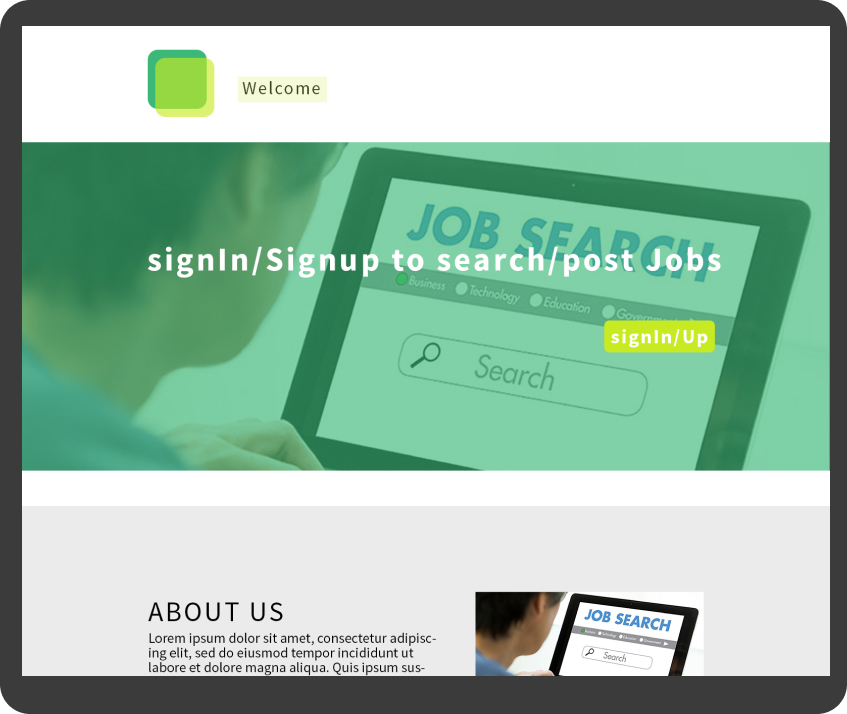 Welcome
JOB SEARCH
signIn/Signup to search/post Jobs
Business Technology Education Government
signIn/Up
Search
ABOUT US
Lorem ipsum dolor sit amet, consectetur adipisc-
ing elit, sed do eiusmod tempor incididunt ut
labore et dolore magna aliqua. Quis ipsum sus-
JOB SEARCH
Business Technology Education Government
Search